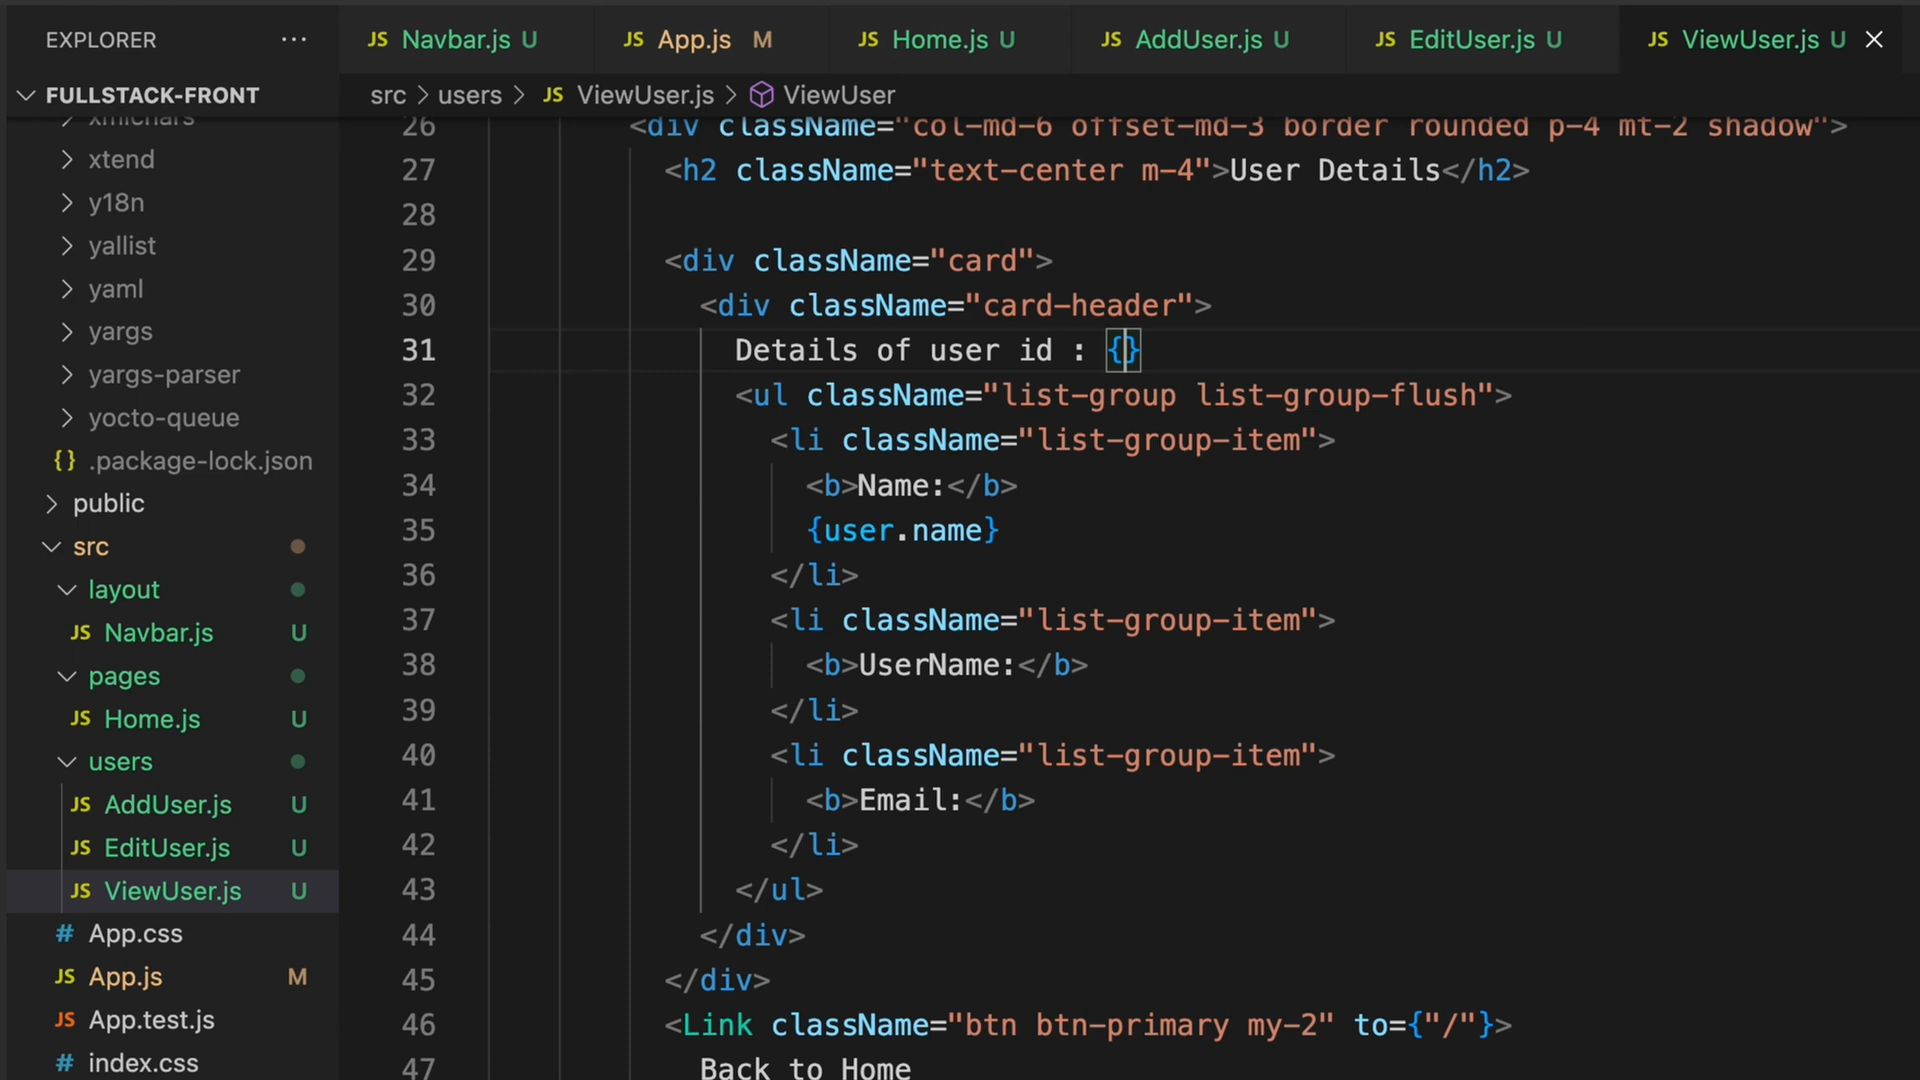 EXPLORER ...
JS Navbar.js U
JS App.js M
JS Home.js U
JS AddUser.js U
JS EditUser.js U
JS ViewUser.js U
FULLSTACK-FRONT
src > users > JS ViewUser.js > ViewUser
xmlchars
xtend
y18n
yallist
yaml
yargs
yargs-parser
yocto-queue
{} .package-lock.json
public
src
layout
JS Navbar.js U
pages
JS Home.js U
users
JS AddUser.js U
JS EditUser.js U
JS ViewUser.js U
# App.css
JS App.js M
JS App.test.js
# index.css
26 <div className="col-md-6 offset-md-3 border rounded p-4 mt-2 shadow">
27 <h2 className="text-center m-4">User Details</h2>
28
29 <div className="card">
30 <div className="card-header">
31 Details of user id : {}
32 <ul className="list-group list-group-flush">
33 <li className="list-group-item">
34 <b>Name:</b>
35 {user.name}
36 </li>
37 <li className="list-group-item">
38 <b>UserName:</b>
39 </li>
40 <li className="list-group-item">
41 <b>Email:</b>
42 </li>
43 </ul>
44 </div>
45 </div>
46 <Link className="btn btn-primary my-2" to={"/"}>
47 Back to Home